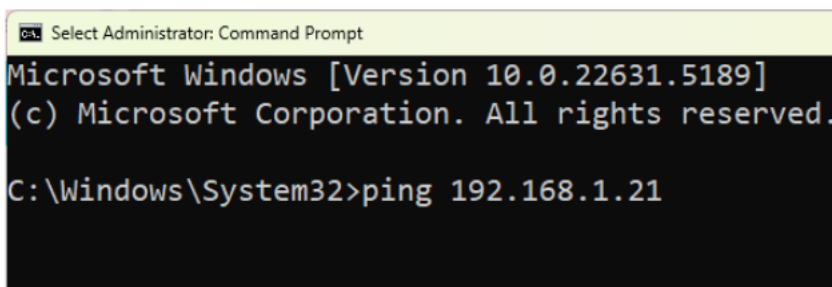 Select Administrator: Command Prompt
Microsoft Windows [Version 10.0.22631.5189]
(c) Microsoft Corporation. All rights reserved.
C:\Windows\System32>ping 192.168.1.21